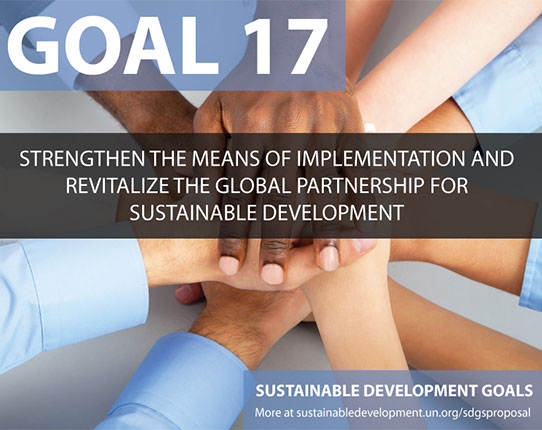 GOAL 17
STRENGTHEN THE MEANS OF IMPLEMENTATION AND
REVITALIZE THE GLOBAL PARTNERSHIP FOR
SUSTAINABLE DEVELOPMENT
SUSTAINABLE DEVELOPMENT GOALS
More at sustainabledevelopment.un.org/sdgsproposal